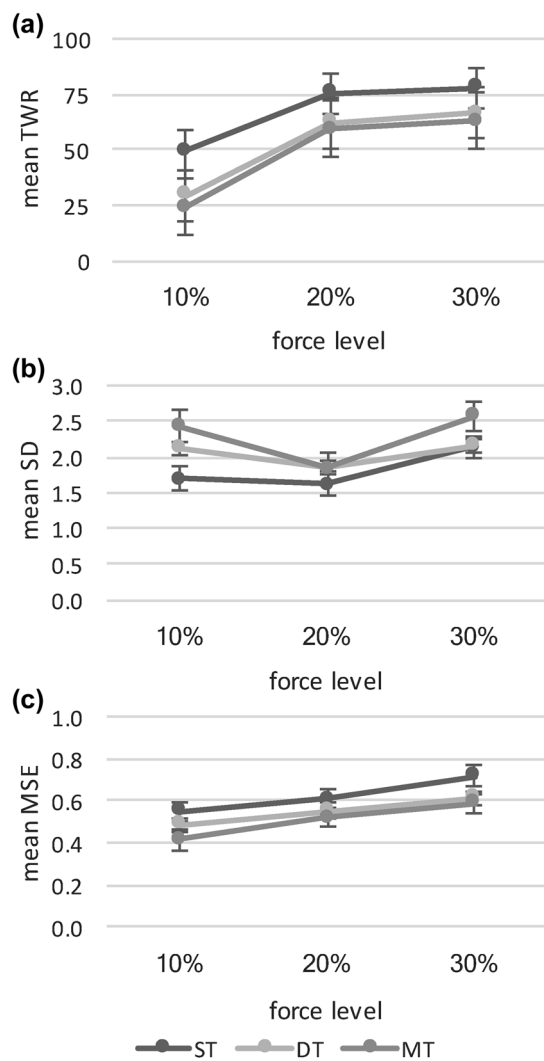 (a)
100
75
50
25
0
mean TWR
10% 20% 30%
force level
(b)
3.0
2.5
2.0
1.5
1.0
0.5
0.0
mean SD
10% 20% 30%
force level
(c)
1.0
0.8
0.6
0.4
0.2
0.0
mean MSE
10% 20% 30%
force level
ST DT MT